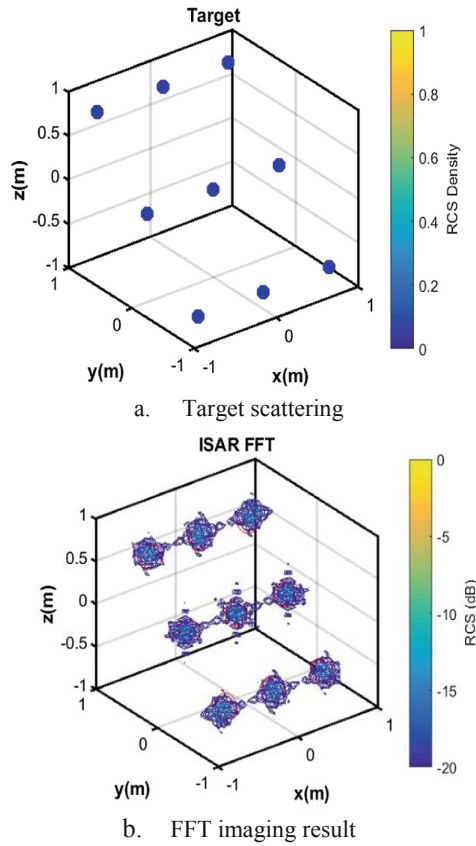 Target
1
0.5
0
-0.5
-1
z(m)
1
0
-1
y(m)
-1
0
1
x(m)
1
0.8
0.6
0.4
0.2
0
RCS Density
a. Target scattering
ISAR FFT
1
0.5
0
-0.5
-1
z(m)
1
0
-1
y(m)
-1
0
1
x(m)
0
-5
-10
-15
-20
RCS (dB)
b. FFT imaging result